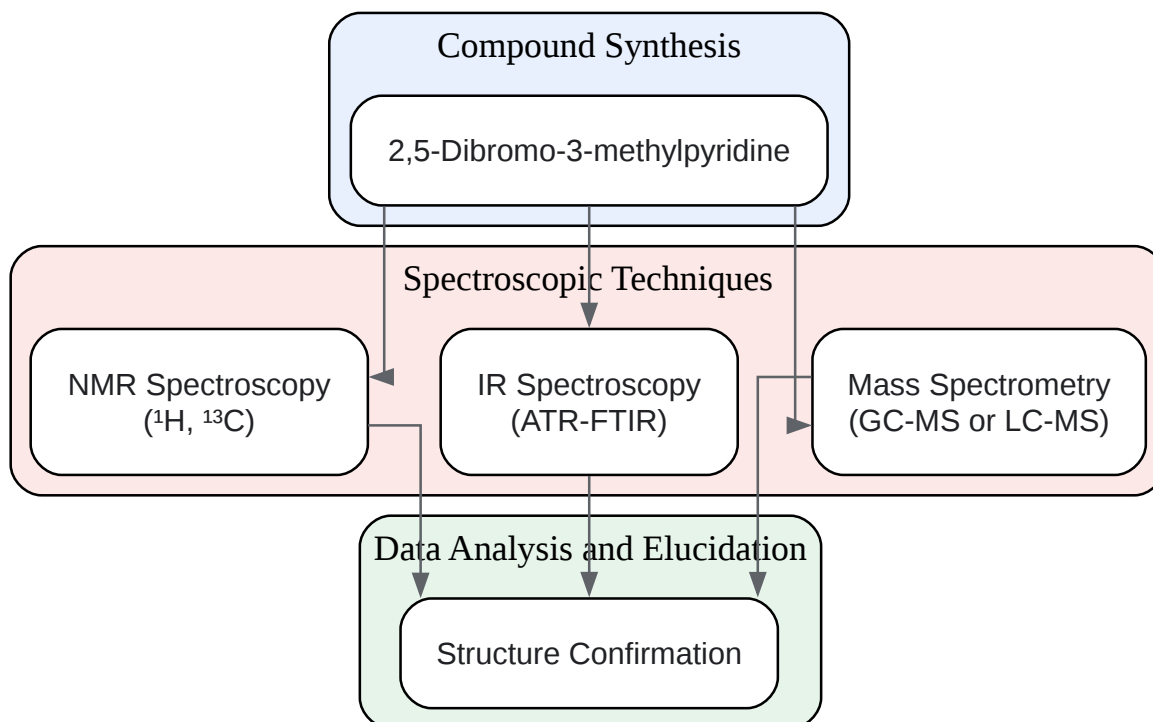 Compound Synthesis
2,5-Dibromo-3-methylpyridine
Spectroscopic Techniques
NMR Spectroscopy
(¹H, ¹³C)
IR Spectroscopy
(ATR-FTIR)
Mass Spectrometry
(GC-MS or LC-MS)
Data Analysis and Elucidation
Structure Confirmation